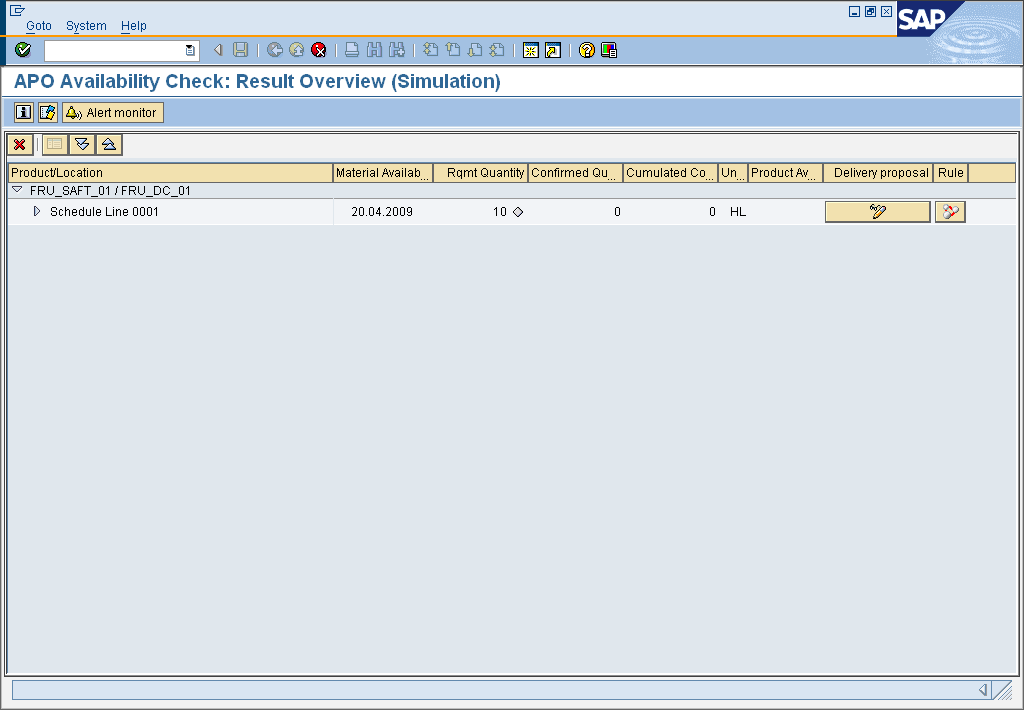 Goto System Help
SAP
APO Availability Check: Result Overview (Simulation)
Alert monitor
Product/Location Material Availab... Rqmt Quantity Confirmed Qu... Cumulated Co... Un... Product Av... Delivery proposal Rule
FRU_SAFT_01 / FRU_DC_01
Schedule Line 0001 20.04.2009 10 0 0 HL